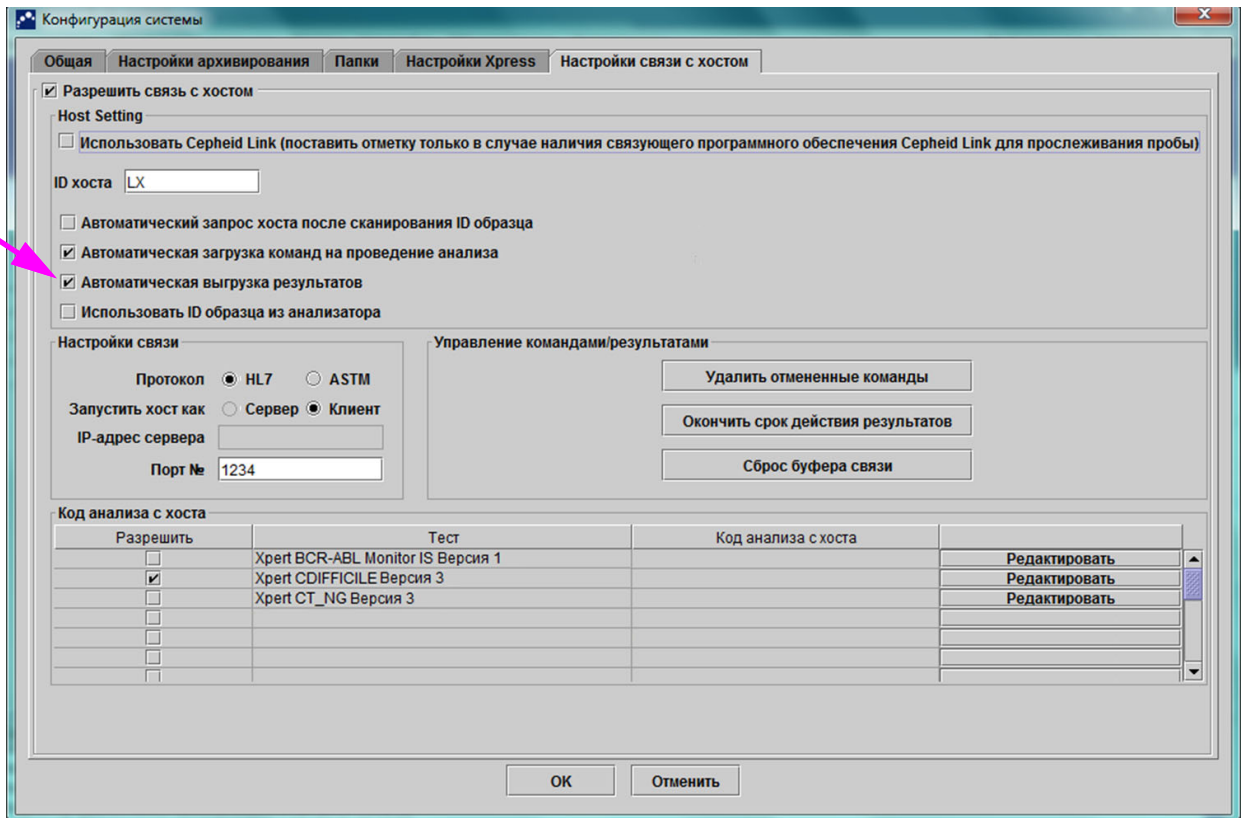 Конфигурация системы
Общая Настройки архивирования Папки Настройки Xpress Настройки связи с хостом
Разрешить связь с хостом
Host Setting
Использовать Cepheid Link (поставить отметку только в случае наличия связующего программного обеспечения Cepheid Link для прослеживания пробы)
ID хоста LX
Автоматический запрос хоста после сканирования ID образца
Автоматическая загрузка команд на проведение анализа
Автоматическая выгрузка результатов
Использовать ID образца из анализатора
Настройки связи
Протокол HL7 ASTM
Запустить хост как Сервер Клиент
IP-адрес сервера
Порт № 1234
Управление командами/результатами
Удалить отмененные команды
Окончить срок действия результатов
Сброс буфера связи
Код анализа с хоста
Разрешить Тест Код анализа с хоста
Xpert BCR-ABL Monitor IS Версия 1 Редактировать
Xpert CDIFFICILE Версия 3 Редактировать
Xpert CT_NG Версия 3 Редактировать
OK Отменить